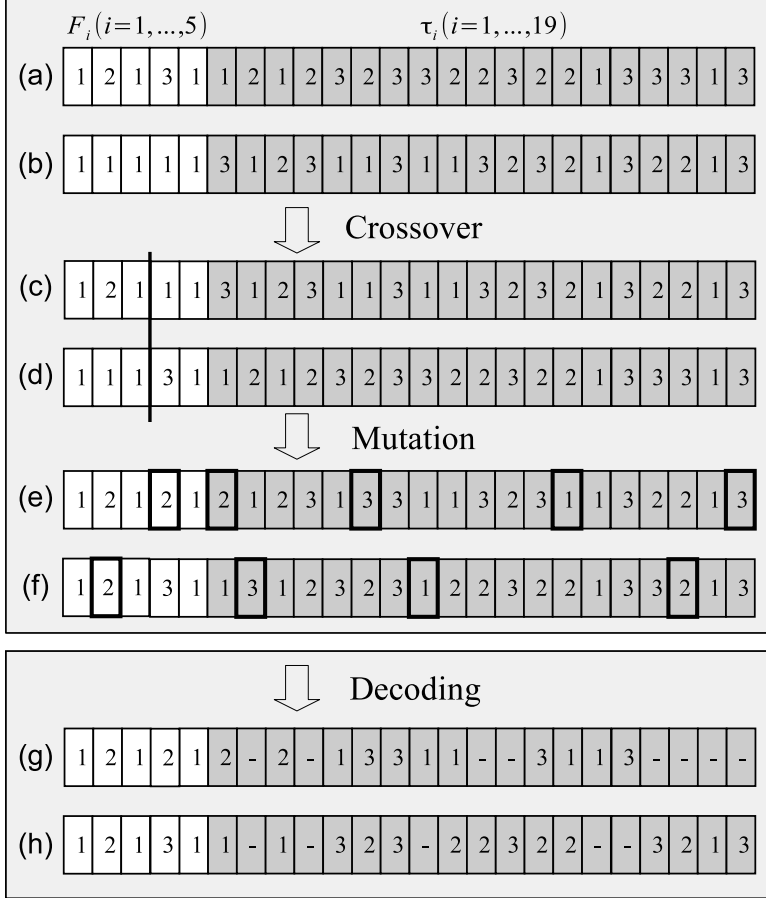 F_i(i=1,...,5) τ_i(i=1,...,19)
(a) 1 2 1 3 1 1 2 1 2 3 2 3 3 2 2 3 2 2 1 3 3 3 1 3
(b) 1 1 1 1 1 3 1 2 3 1 1 3 1 1 3 2 3 2 1 3 2 2 1 3
Crossover
(c) 1 2 1 1 1 3 1 2 3 1 1 3 1 1 3 2 3 2 1 3 2 2 1 3
(d) 1 1 1 3 1 1 2 1 2 3 2 3 3 2 2 3 2 2 1 3 3 3 1 3
Mutation
(e) 1 2 1 2 1 2 1 2 3 1 3 3 1 1 3 2 3 1 1 3 2 2 1 3
(f) 1 2 1 3 1 1 3 1 2 3 2 3 1 2 2 3 2 2 1 3 3 2 1 3
Decoding
(g) 1 2 1 2 1 2 - 2 - 1 3 3 1 1 - - 3 1 1 3 - - - -
(h) 1 2 1 3 1 1 - 1 - 3 2 3 - 2 2 3 2 2 - - 3 2 1 3